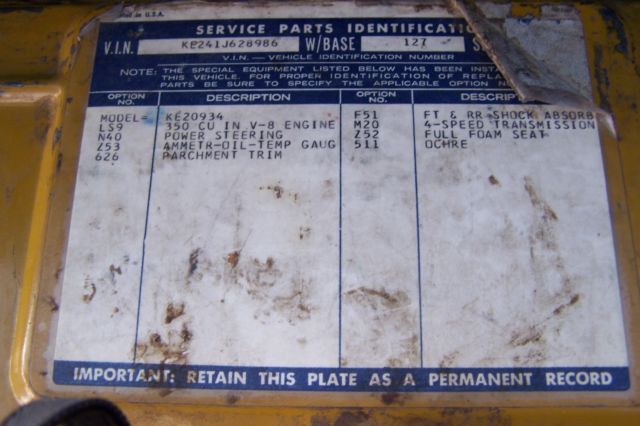 in U.S.A.
SERVICE PARTS IDENTIFICATI
V.I.N. KE241J628986 W/BASE 127
V.I.N. — VEHICLE IDENTIFICATION NUMBER
NOTE: THE SPECIAL EQUIPMENT LISTED BELOW HAS BEEN INST
THIS VEHICLE. FOR PROPER IDENTIFICATION OF REPLA
PARTS BE SURE TO SPECIFY THE APPLICABLE OPTION N
OPTION NO. DESCRIPTION OPTION NO. DESCRIPT
MODEL= KE20934 F51 FT & RR SHOCK ABSORB
LS9 350 CU IN V-8 ENGINE M20 4-SPEED TRANSMISSION
N40 POWER STEERING Z52 FULL FOAM SEAT
Z53 AMMETR-OIL-TEMP GAUG 511 OCHRE
626 PARCHMENT TRIM
IMPORTANT: RETAIN THIS PLATE AS A PERMANENT RECORD